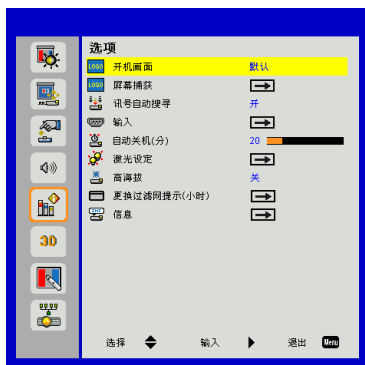 选项
LOGO 开机画面 默认
LOGO 屏幕捕获
讯号自动搜寻 开
输入
自动关机(分) 20
激光设定
高海拔 关
更换过滤网提示(小时)
信息
3D
选择 输入 退出 Menu